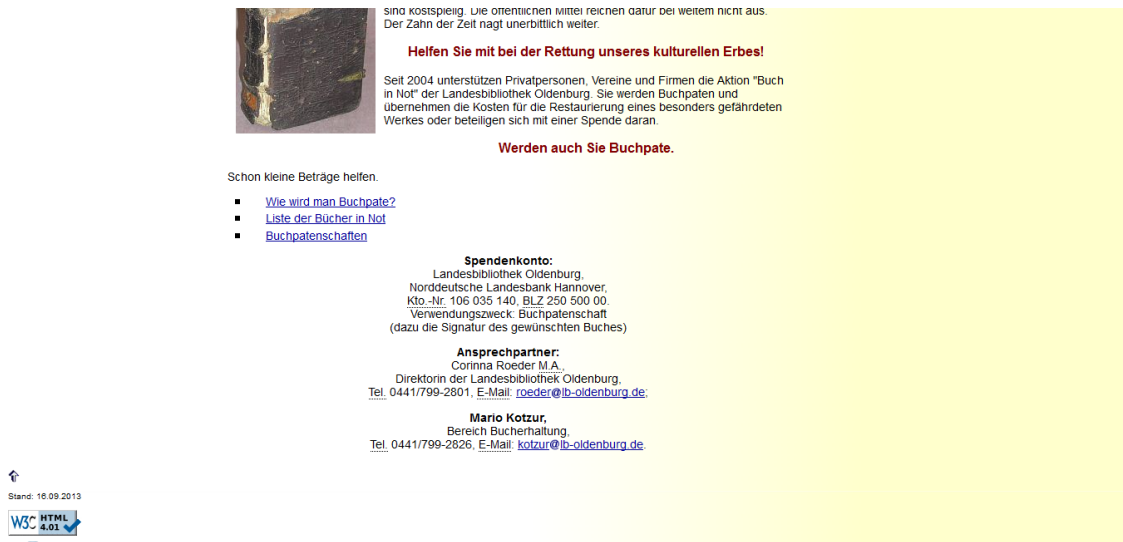 sind kostspielig. Die öffentlichen Mittel reichen dafür bei weitem nicht aus.
Der Zahn der Zeit nagt unerbittlich weiter.
Helfen Sie mit bei der Rettung unseres kulturellen Erbes!
Seit 2004 unterstützen Privatpersonen, Vereine und Firmen die Aktion "Buch
in Not" der Landesbibliothek Oldenburg. Sie werden Buchpaten und
übernehmen die Kosten für die Restaurierung eines besonders gefährdeten
Werkes oder beteiligen sich mit einer Spende daran.
Werden auch Sie Buchpate.
Schon kleine Beträge helfen.
Wie wird man Buchpate?
Liste der Bücher in Not
Buchpatenschaften
Spendenkonto:
Landesbibliothek Oldenburg,
Norddeutsche Landesbank Hannover,
Kto.-Nr. 106 035 140, BLZ 250 500 00.
Verwendungszweck: Buchpatenschaft
(dazu die Signatur des gewünschten Buches)
Ansprechpartner:
Corinna Roeder M.A.,
Direktorin der Landesbibliothek Oldenburg,
Tel. 0441/799-2801, E-Mail: roeder@lb-oldenburg.de;
Mario Kotzur,
Bereich Bucherhaltung,
Tel. 0441/799-2826, E-Mail: kotzur@lb-oldenburg.de.
Stand: 16.09.2013
W3C HTML
4.01